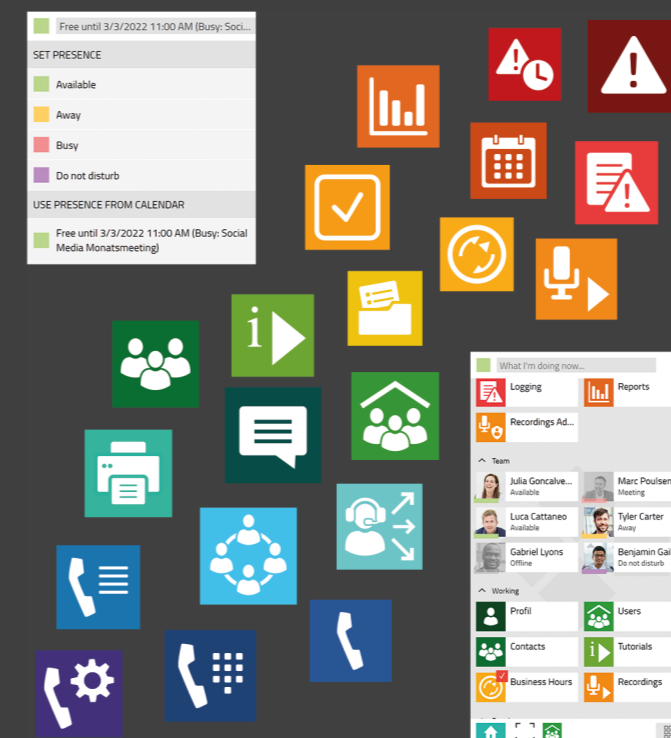 Free until 3/3/2022 11:00 AM (Busy: Soci...
SET PRESENCE
Available
Away
Busy
Do not disturb
USE PRESENCE FROM CALENDAR
Free until 3/3/2022 11:00 AM (Busy: Social
Media Monatsmeeting)
i
What I'm doing now...
Logging
Reports
Recordings Ad...
Team
Julia Goncalve...
Available
Marc Poulsen
Meeting
Luca Cattaneo
Available
Tyler Carter
Away
Gabriel Lyons
Offline
Benjamin Gai
Do not disturb
Working
Profil
Users
Contacts
i
Tutorials
Business Hours
Recordings